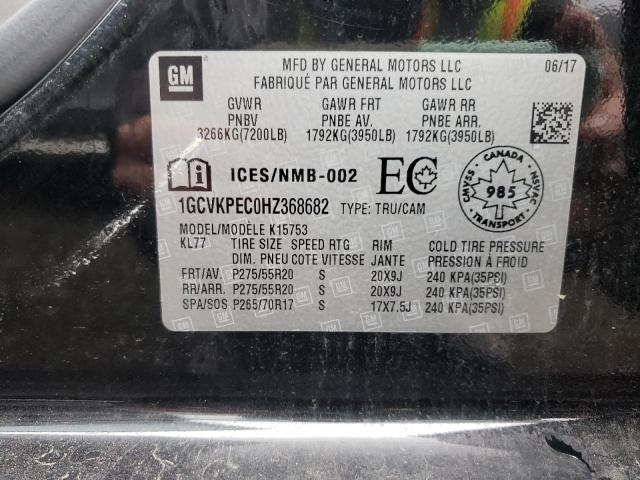 GM
MFD BY GENERAL MOTORS LLC 06/17
FABRIQUÉ PAR GENERAL MOTORS LLC
GVWR GAWR FRT GAWR RR
PNBV PNBE AV. PNBE ARR.
3266KG(7200LB) 1792KG(3950LB) 1792KG(3950LB)
ICES/NMB-002 EC
CANADA
CMVSS 985 NSVAC
TRANSPORT
1GCVKPEC0HZ368682 TYPE: TRU/CAM
MODEL/MODÈLE K15753
KL77 TIRE SIZE SPEED RTG RIM COLD TIRE PRESSURE
DIM. PNEU COTE VITESSE JANTE PRESSION À FROID
FRT/AV. P275/55R20 S 20X9J 240 KPA(35PSI)
RR/ARR. P275/55R20 S 20X9J 240 KPA(35PSI)
SPA/SOS P265/70R17 S 17X7.5J 240 KPA(35PSI)